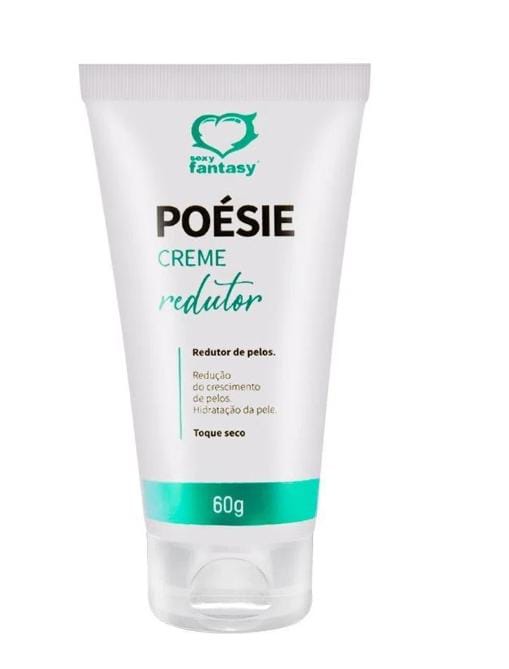 sexy
fantasy
POÉSIE
CREME
redutor
Redutor de pelos.
Redução
do crescimento
de pelos.
Hidratação da pele.
Toque seco
60g